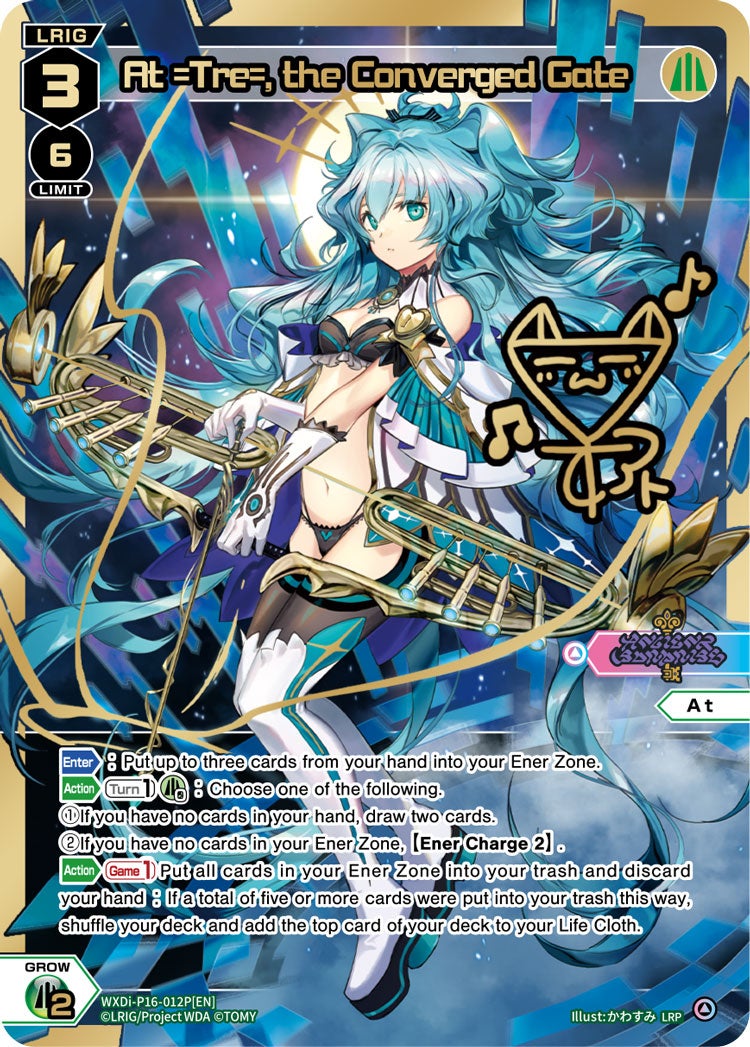 LRIG
3
At =Tre=, the Converged Gate
6
LIMIT
アト
At
Enter : Put up to three cards from your hand into your Ener Zone.
Action Turn 1 0 : Choose one of the following.
①If you have no cards in your hand, draw two cards.
②If you have no cards in your Ener Zone, 【Ener Charge 2】.
Action Game 1 Put all cards in your Ener Zone into your trash and discard
your hand : If a total of five or more cards were put into your trash this way,
shuffle your deck and add the top card of your deck to your Life Cloth.
GROW
2
WXDi-P16-012P[EN]
©LRIG/Project WDA ©TOMY
Illust:かわすみ LRP